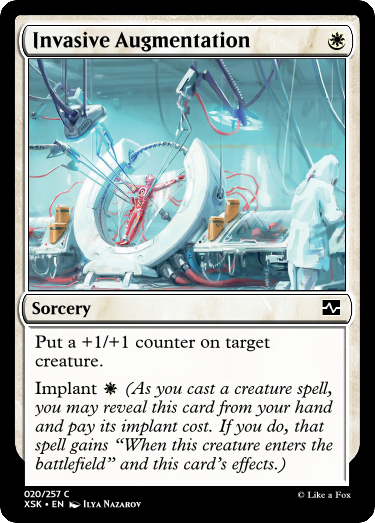 Invasive Augmentation
Sorcery
Put a +1/+1 counter on target
creature.
Implant (As you cast a creature spell,
you may reveal this card from your hand
and pay its implant cost. If you do, that
spell gains “When this creature enters the
battlefield” and this card’s effects.)
020/257 C
XSK • EN Ilya Nazarov
© Like a Fox